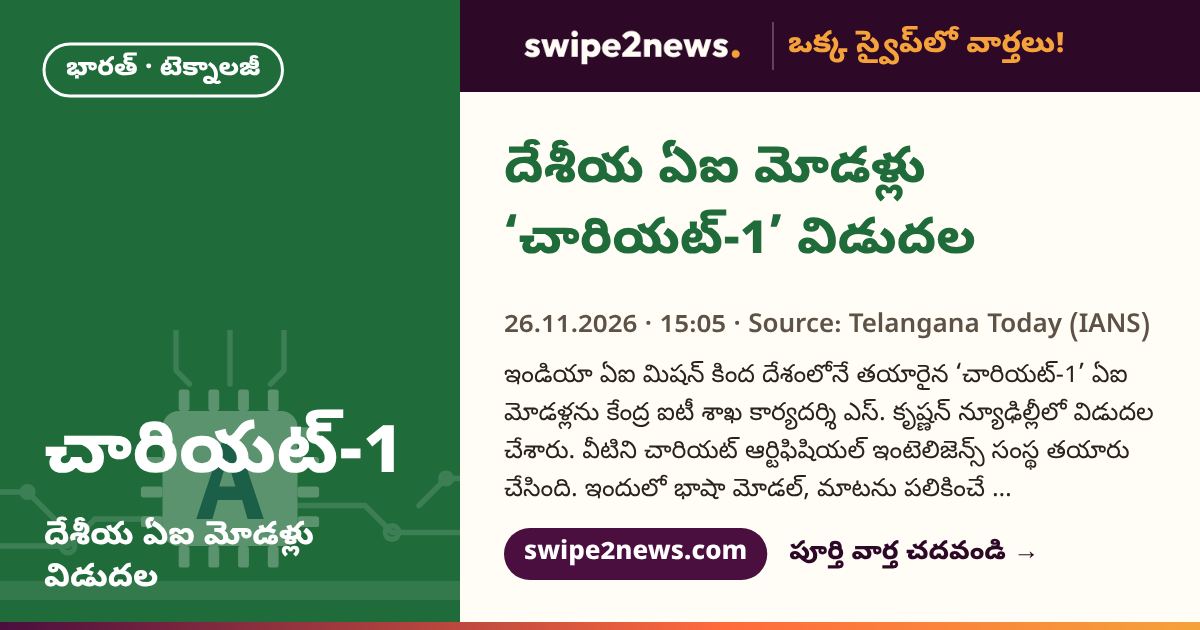 భారత్ · టెక్నాలజీ
చారియట్-1
A
దేశీయ ఏఐ మోడళ్లు
విడుదల
swipe2news.
ఒక్క స్వైప్‌లో వార్తలు!
దేశీయ ఏఐ మోడళ్లు
‘చారియట్-1’ విడుదల
26.11.2026 · 15:05 · Source: Telangana Today (IANS)
ఇండియా ఏఐ మిషన్ కింద దేశంలోనే తయారైన ‘చారియట్-1’ ఏఐ
మోడళ్లను కేంద్ర ఐటీ శాఖ కార్యదర్శి ఎస్. కృష్ణన్ న్యూఢిల్లీలో విడుదల
చేశారు. వీటిని చారియట్ ఆర్టిఫిషియల్ ఇంటెలిజెన్స్ సంస్థ తయారు
చేసింది. ఇందులో భాషా మోడల్, మాటను పలికించే ...
swipe2news.com
పూర్తి వార్త చదవండి →